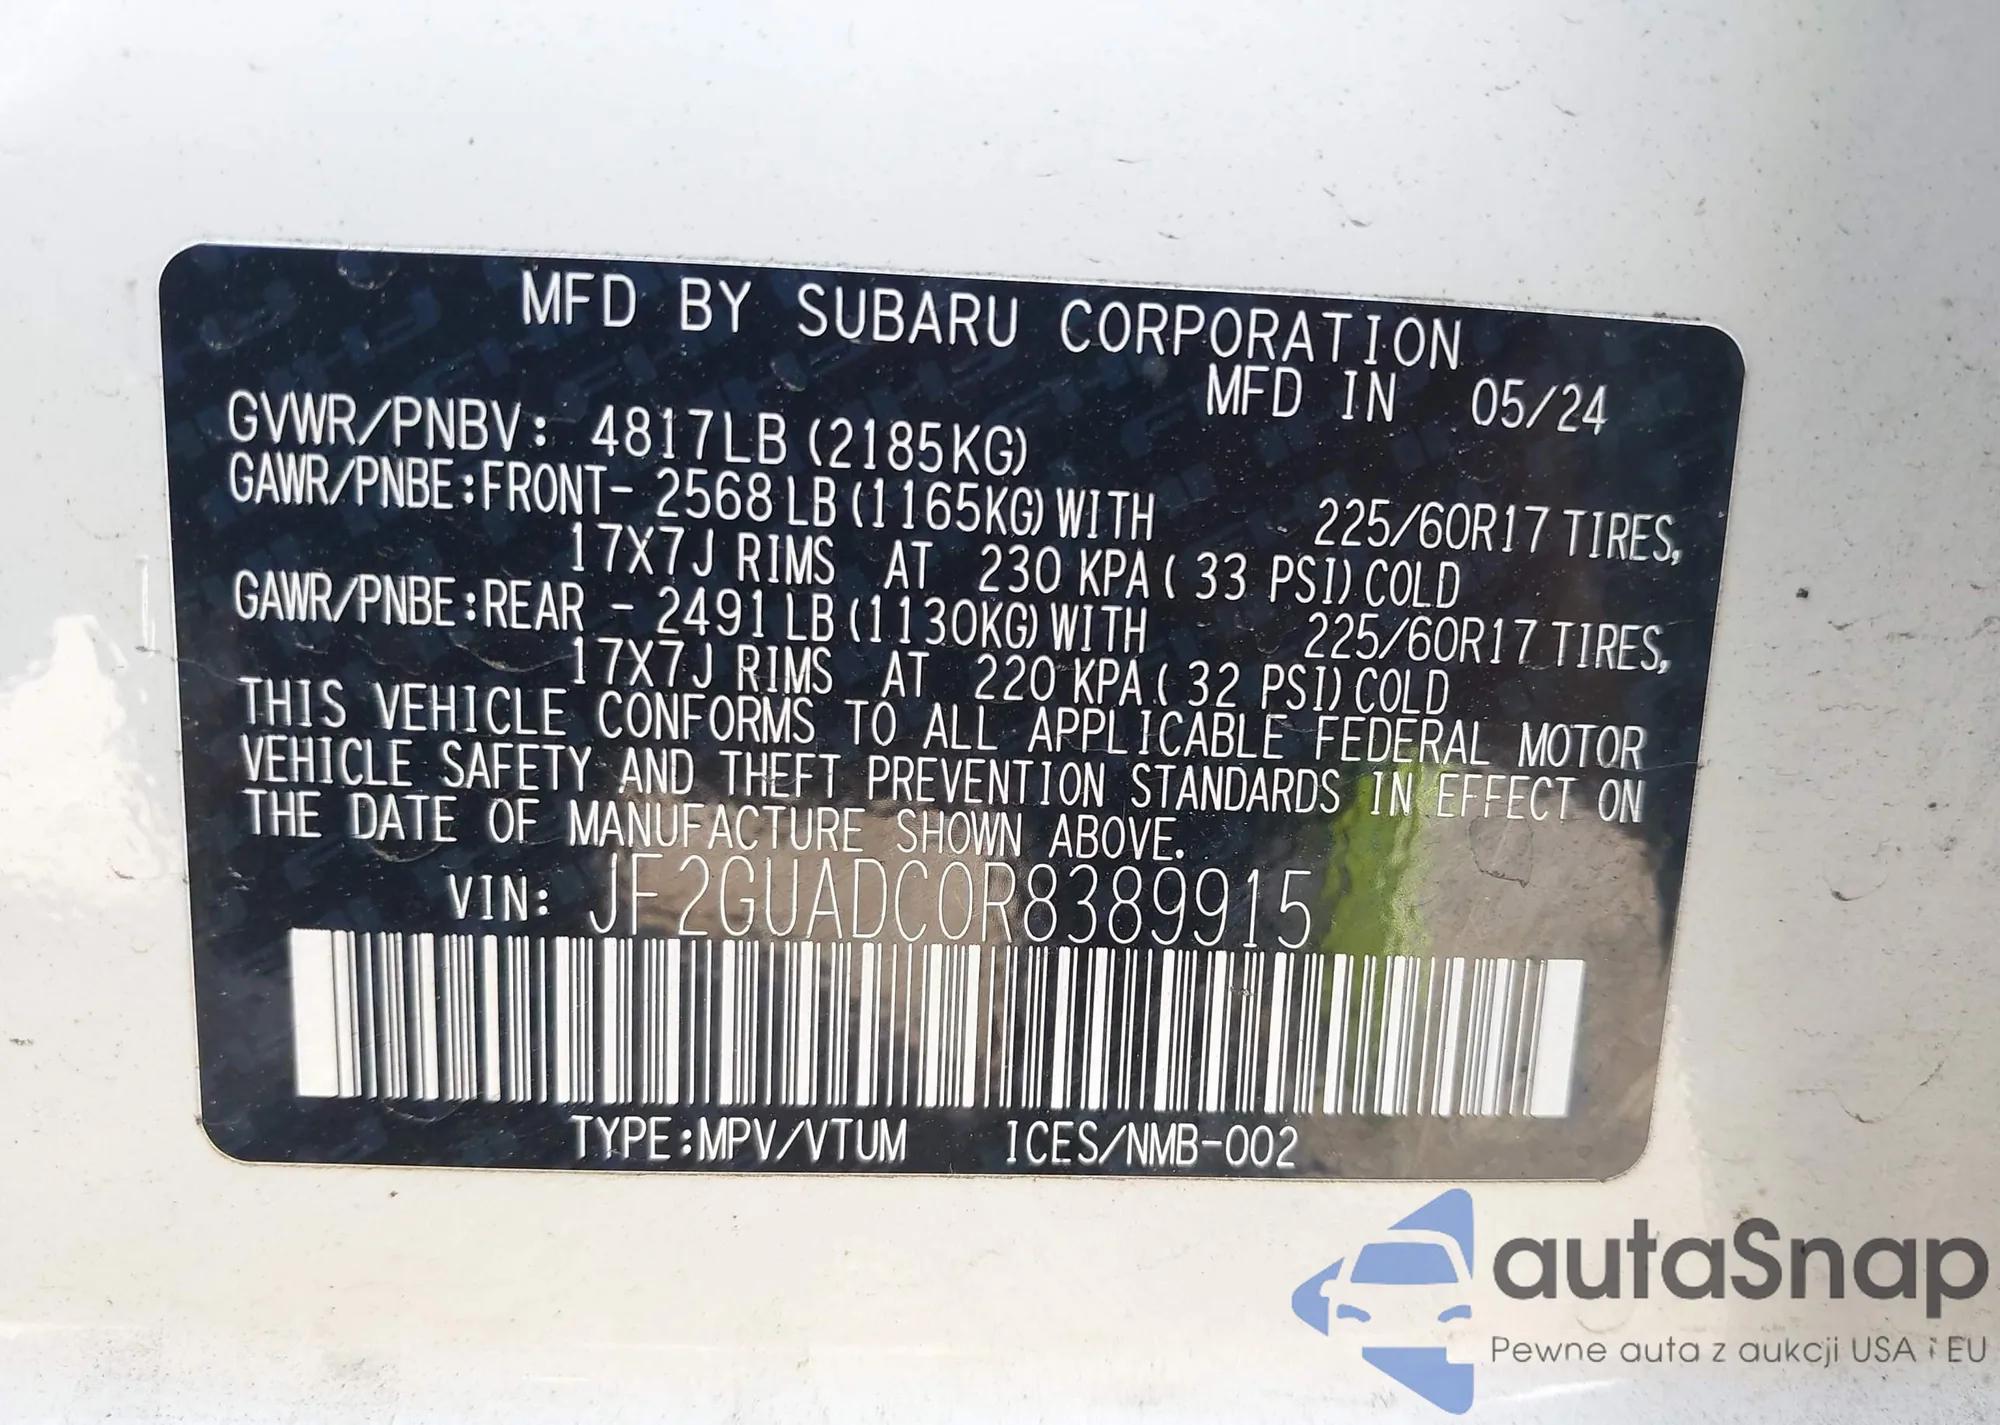 MFD BY SUBARU CORPORATION
MFD IN 05/24
GVWR/PNBV: 4817LB (2185KG)
GAWR/PNBE:FRONT- 2568 LB (1165KG) WITH 225/60R17 TIRES,
17X7J RIMS AT 230 KPA ( 33 PSI) COLD
GAWR/PNBE:REAR - 2491 LB (1130KG) WITH 225/60R17 TIRES,
17X7J RIMS AT 220 KPA ( 32 PSI) COLD
THIS VEHICLE CONFORMS TO ALL APPLICABLE FEDERAL MOTOR
VEHICLE SAFETY AND THEFT PREVENTION STANDARDS IN EFFECT ON
THE DATE OF MANUFACTURE SHOWN ABOVE.
VIN: JF2GUADC0R8389915
TYPE:MPV/VTUM ICES/NMB-002
autaSnap
Pewne auta z aukcji USA i EU